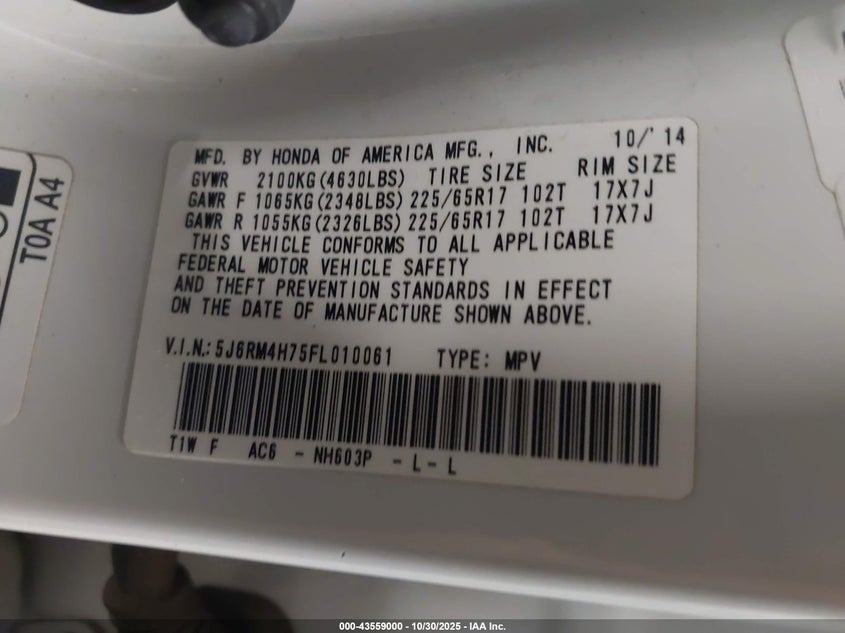 MFD. BY HONDA OF AMERICA MFG., INC. 10/'14
GVWR 2100KG(4630LBS) TIRE SIZE RIM SIZE
GAWR F 1065KG(2348LBS) 225/65R17 102T 17X7J
GAWR R 1055KG(2326LBS) 225/65R17 102T 17X7J
THIS VEHICLE CONFORMS TO ALL APPLICABLE
FEDERAL MOTOR VEHICLE SAFETY
AND THEFT PREVENTION STANDARDS IN EFFECT
ON THE DATE OF MANUFACTURE SHOWN ABOVE.
V.I.N.: 5J6RM4H75FL010061 TYPE: MPV
T1W F AC6 - NH603P - L - L
T0A A4
000-43559000 - 10/30/2025 - IAA Inc.